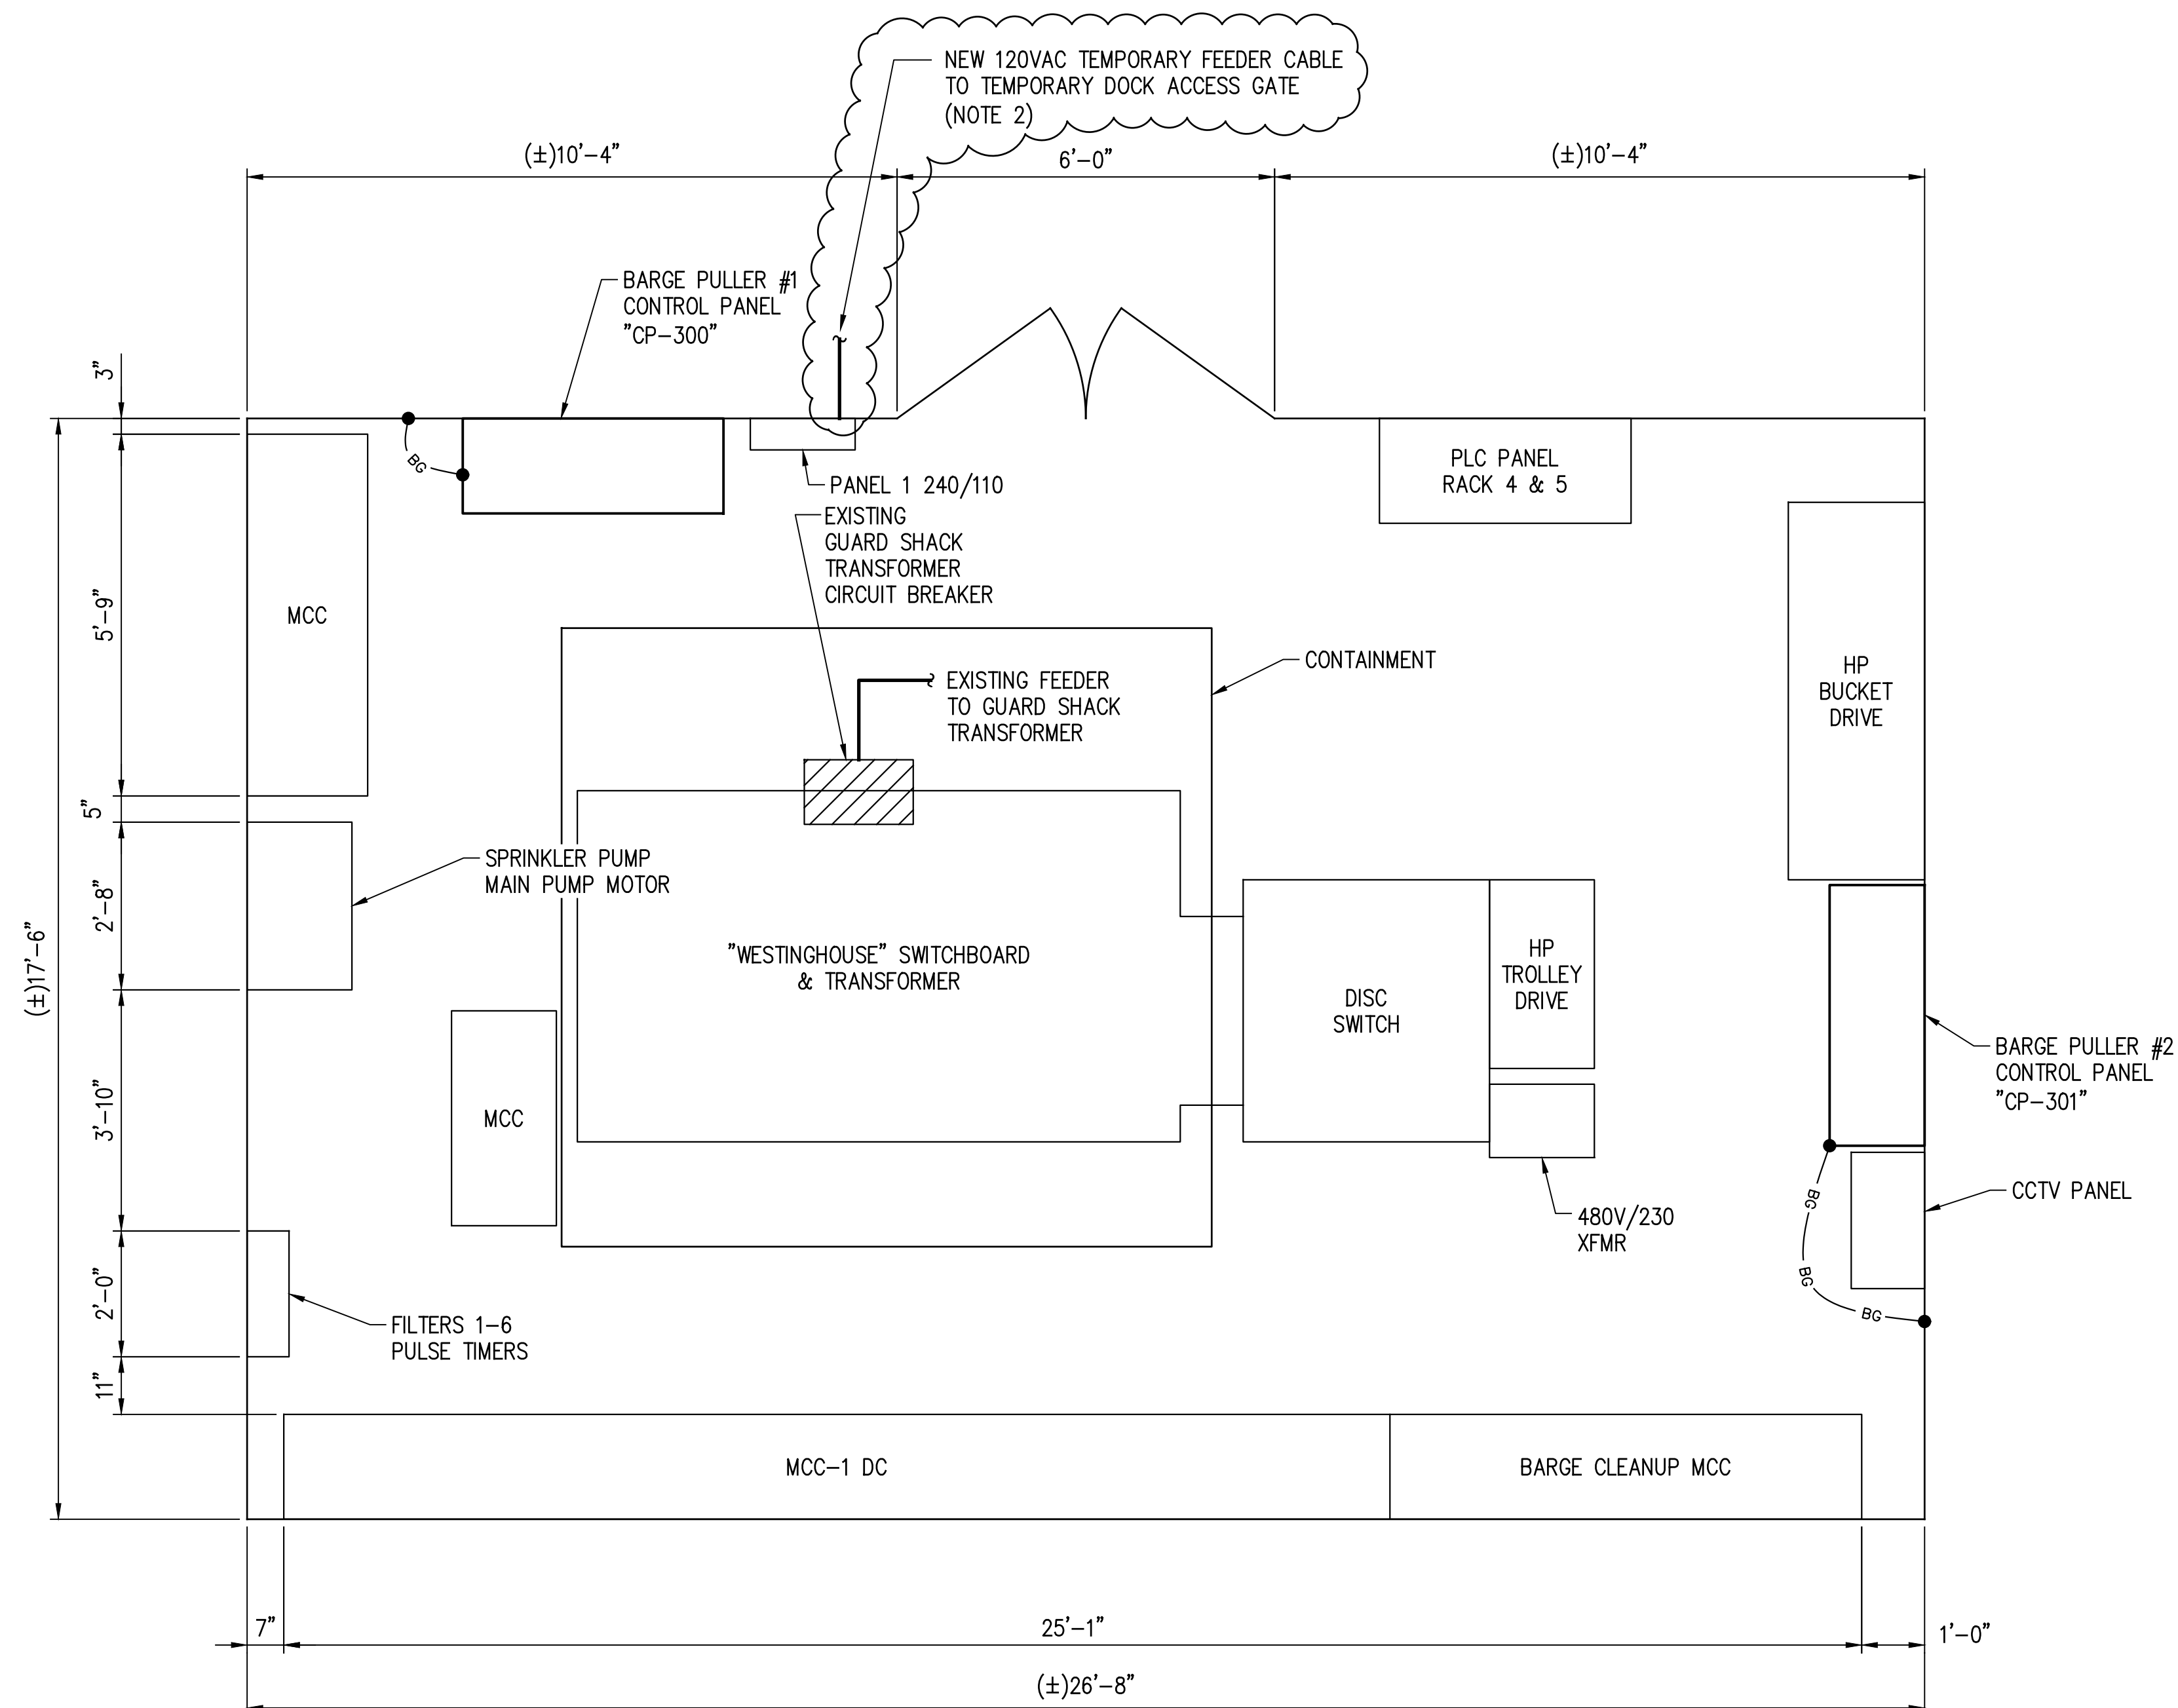 NEW 120VAC TEMPORARY FEEDER CABLE
TO TEMPORARY DOCK ACCESS GATE
(NOTE 2)
(±)10'-4"
6'-0"
(±)10'-4"
BARGE PULLER #1
CONTROL PANEL
"CP-300"
3"
BG
PANEL 1 240/110
PLC PANEL
RACK 4 & 5
EXISTING
GUARD SHACK
TRANSFORMER
CIRCUIT BREAKER
5'-9"
MCC
HP
BUCKET
DRIVE
CONTAINMENT
EXISTING FEEDER
TO GUARD SHACK
TRANSFORMER
5"
SPRINKLER PUMP
MAIN PUMP MOTOR
2'-8"
(±)17'-6"
"WESTINGHOUSE" SWITCHBOARD
& TRANSFORMER
HP
TROLLEY
DRIVE
DISC
SWITCH
BARGE PULLER #2
CONTROL PANEL
"CP-301"
3'-10"
MCC
CCTV PANEL
BG
480V/230
XFMR
BG
BG
2'-0"
FILTERS 1-6
PULSE TIMERS
11"
MCC-1 DC
BARGE CLEANUP MCC
7"
25'-1"
1'-0"
(±)26'-8"